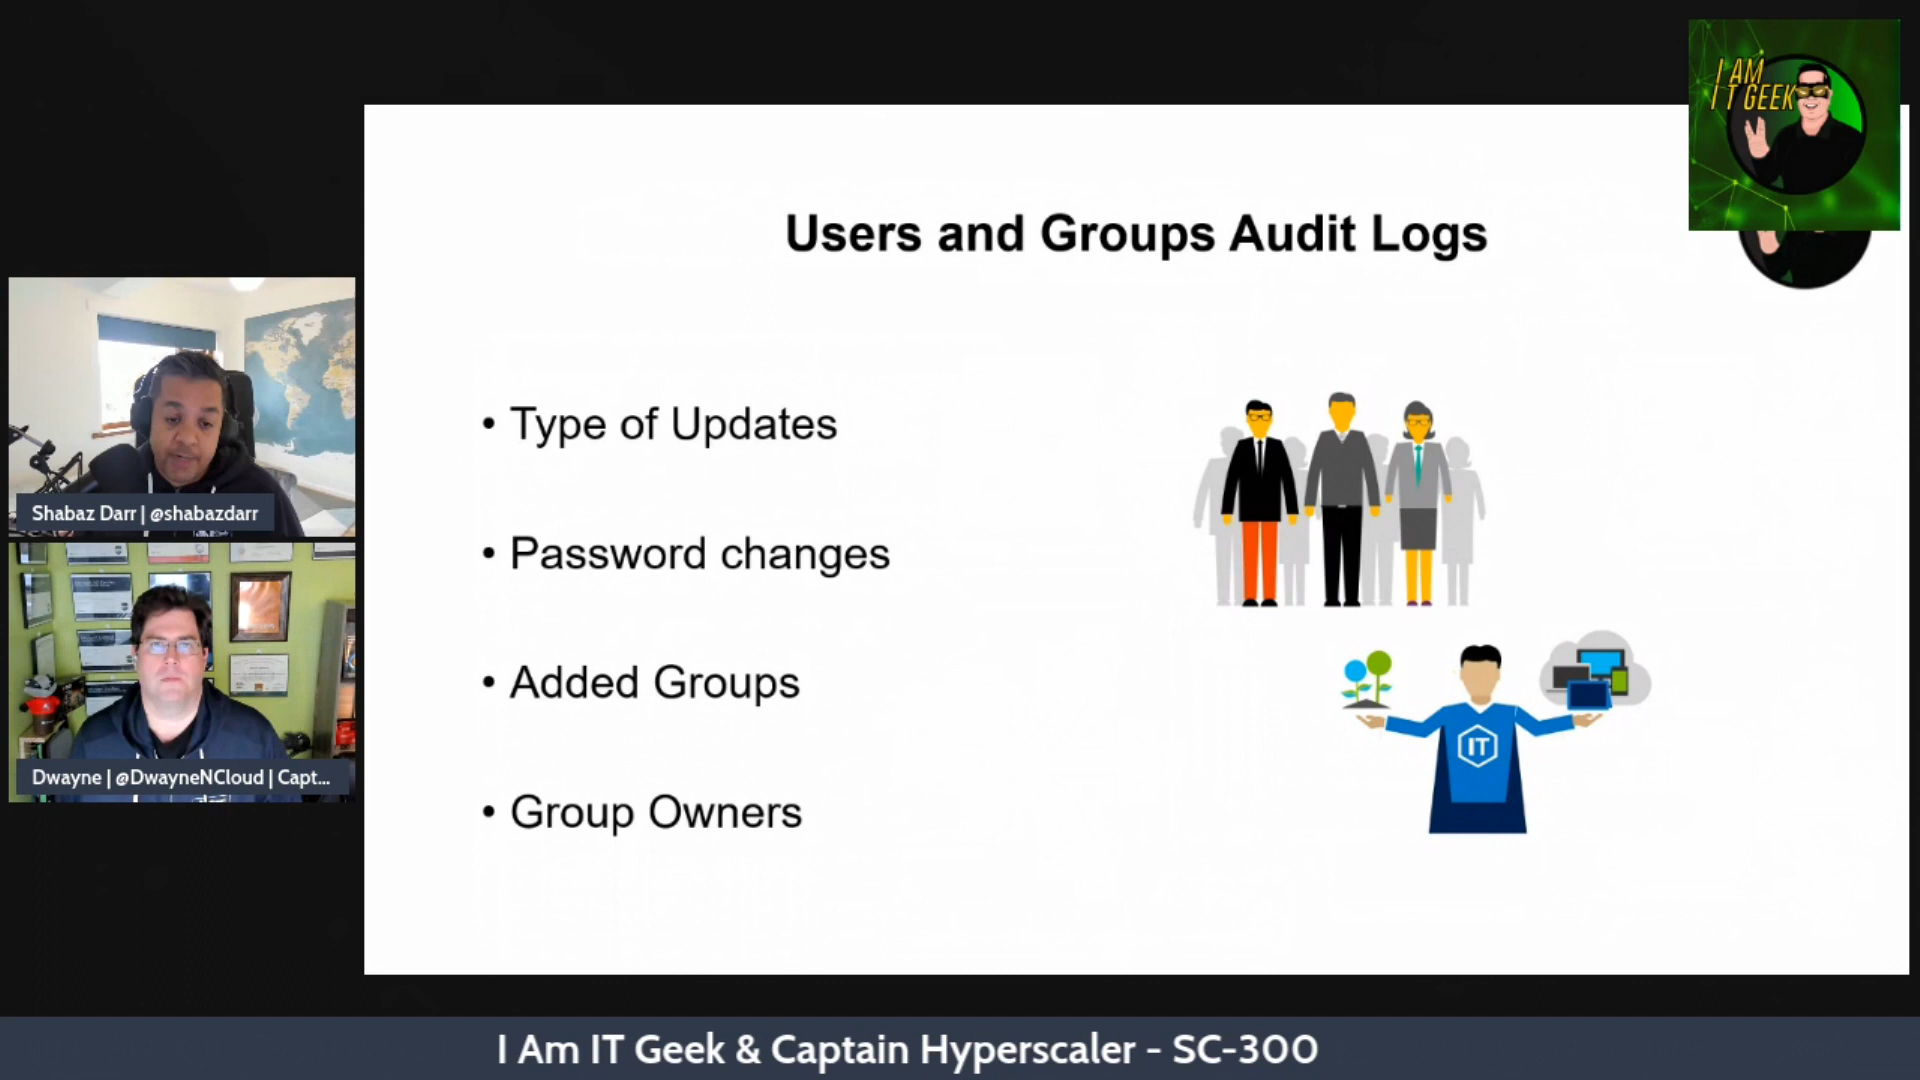 I AM
IT GEEK
Users and Groups Audit Logs
• Type of Updates
• Password changes
• Added Groups
• Group Owners
IT
Shabaz Darr | @shabazdarr
Dwayne | @DwayneNCloud | Capt...
I Am IT Geek & Captain Hyperscaler - SC-300